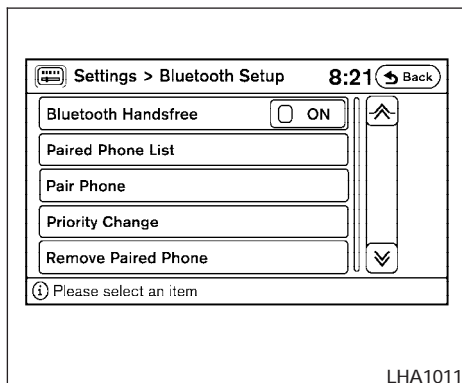 Settings > Bluetooth Setup 8:21 Back
Bluetooth Handsfree ON
Paired Phone List
Pair Phone
Priority Change
Remove Paired Phone
i Please select an item
LHA1011